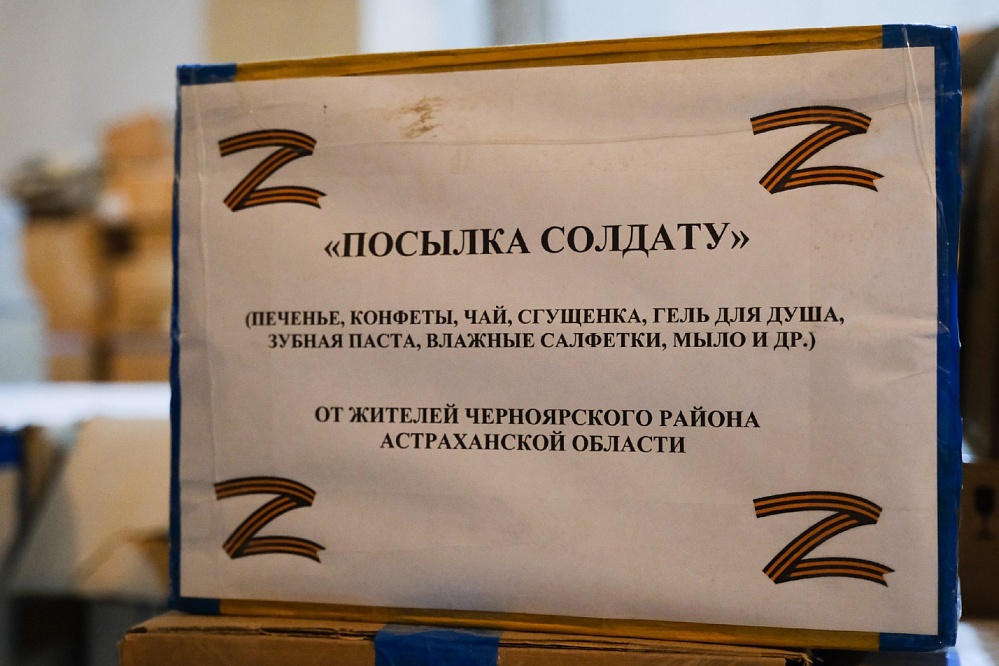 «ПОСЫЛКА СОЛДАТУ»
(ПЕЧЕНЬЕ, КОНФЕТЫ, ЧАЙ, СГУЩЕНКА, ГЕЛЬ ДЛЯ ДУША,
ЗУБНАЯ ПАСТА, ВЛАЖНЫЕ САЛФЕТКИ, МЫЛО И ДР.)
ОТ ЖИТЕЛЕЙ ЧЕРНОЯРСКОГО РАЙОНА
АСТРАХАНСКОЙ ОБЛАСТИ